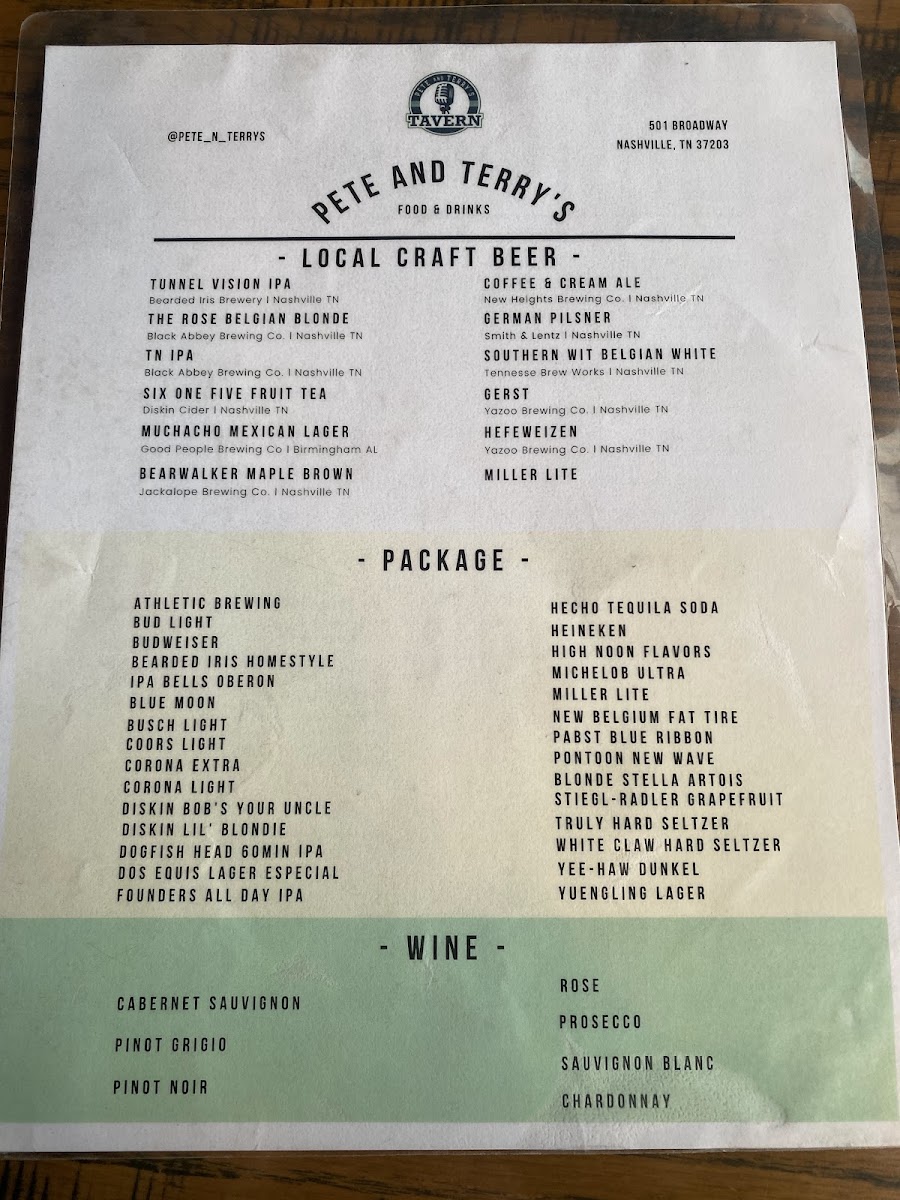 PETE AND TERRY'S
TAVERN
@PETE_N_TERRYS
501 BROADWAY
NASHVILLE, TN 37203
PETE AND TERRY'S
FOOD & DRINKS
- LOCAL CRAFT BEER -
TUNNEL VISION IPA
Bearded Iris Brewery | Nashville TN
THE ROSE BELGIAN BLONDE
Black Abbey Brewing Co. | Nashville TN
TN IPA
Black Abbey Brewing Co. | Nashville TN
SIX ONE FIVE FRUIT TEA
Diskin Cider | Nashville TN
MUCHACHO MEXICAN LAGER
Good People Brewing Co | Birmingham AL
BEARWALKER MAPLE BROWN
Jackalope Brewing Co. | Nashville TN
COFFEE & CREAM ALE
New Heights Brewing Co. | Nashville TN
GERMAN PILSNER
Smith & Lentz | Nashville TN
SOUTHERN WIT BELGIAN WHITE
Tennesse Brew Works | Nashville TN
GERST
Yazoo Brewing Co. | Nashville TN
HEFEWEIZEN
Yazoo Brewing Co. | Nashville TN
MILLER LITE
- PACKAGE -
ATHLETIC BREWING
BUD LIGHT
BUDWEISER
BEARDED IRIS HOMESTYLE
IPA BELLS OBERON
BLUE MOON
BUSCH LIGHT
COORS LIGHT
CORONA EXTRA
CORONA LIGHT
DISKIN BOB'S YOUR UNCLE
DISKIN LIL' BLONDIE
DOGFISH HEAD 60MIN IPA
DOS EQUIS LAGER ESPECIAL
FOUNDERS ALL DAY IPA
HECHO TEQUILA SODA
HEINEKEN
HIGH NOON FLAVORS
MICHELOB ULTRA
MILLER LITE
NEW BELGIUM FAT TIRE
PABST BLUE RIBBON
PONTOON NEW WAVE
BLONDE STELLA ARTOIS
STIEGL-RADLER GRAPEFRUIT
TRULY HARD SELTZER
WHITE CLAW HARD SELTZER
YEE-HAW DUNKEL
YUENGLING LAGER
- WINE -
CABERNET SAUVIGNON
PINOT GRIGIO
PINOT NOIR
ROSE
PROSECCO
SAUVIGNON BLANC
CHARDONNAY